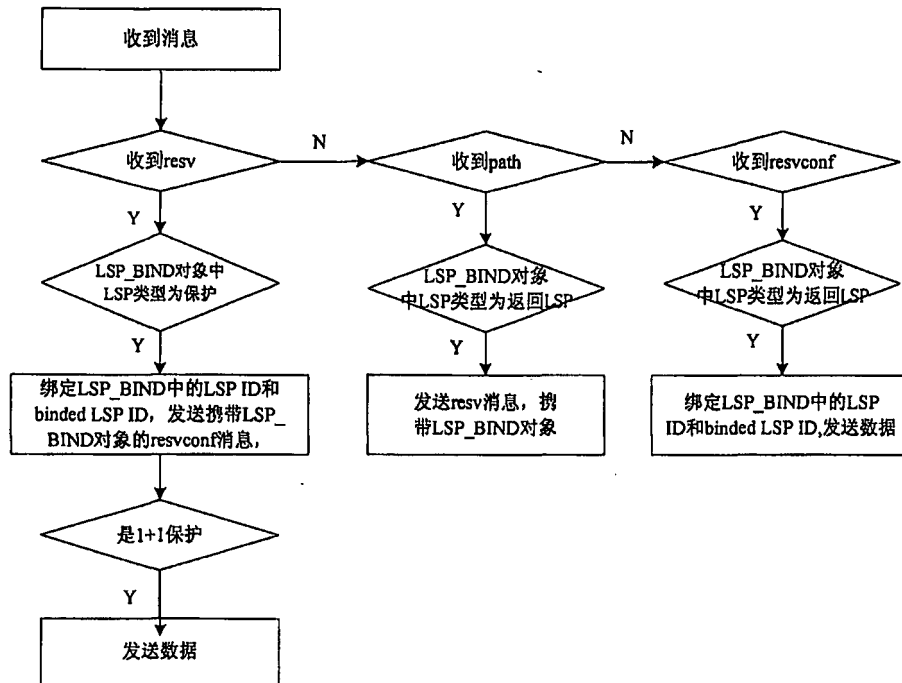 收到消息
收到resv
N
收到path
N
收到resvconf
Y
Y
Y
LSP_BIND对象中
LSP类型为保护
LSP_BIND对象
中LSP类型为返回LSP
LSP_BIND对象
中LSP类型为返回LSP
Y
Y
Y
绑定LSP_BIND中的LSP ID和
binded LSP ID，发送携带LSP_
BIND对象的resvconf消息，
发送resv消息，携
带LSP_BIND对象
绑定LSP_BIND中的LSP
ID和binded LSP ID,发送数据
是1+1保护
Y
发送数据